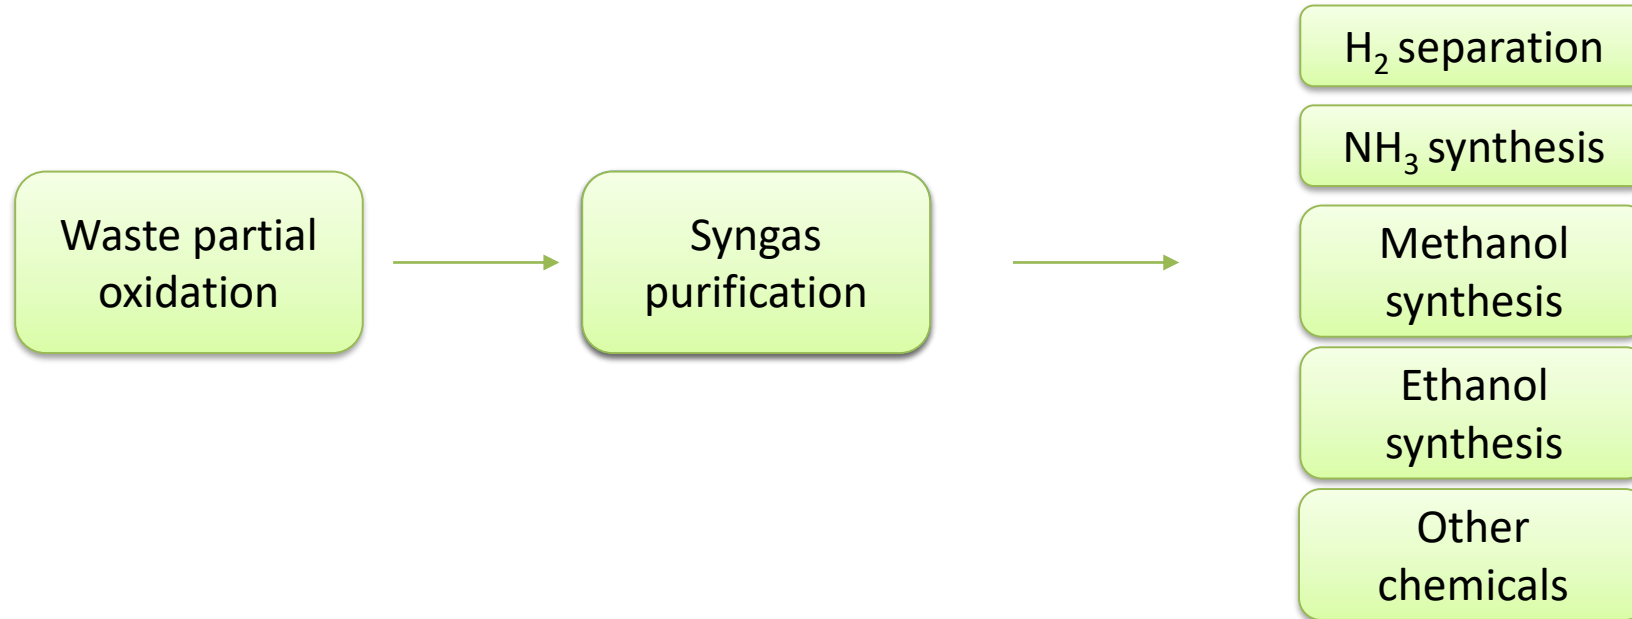 Waste partial
oxidation
Syngas
purification
H₂ separation
NH₃ synthesis
Methanol
synthesis
Ethanol
synthesis
Other
chemicals